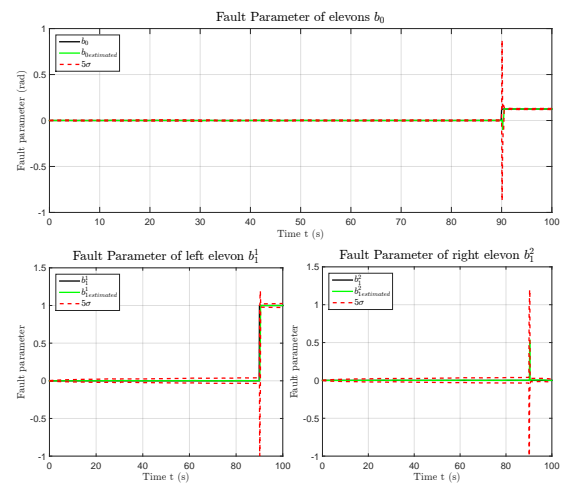 Fault Parameter of elevons b₀
b₀
b₀estimated
5σ
Fault parameter (rad)
1
0.5
0
-0.5
-1
0 10 20 30 40 50 60 70 80 90 100
Time t (s)
Fault Parameter of left elevon b₁¹
b₁¹
b₁estimated¹
5σ
Fault parameter
1.5
1
0.5
0
-0.5
-1
0 20 40 60 80 100
Time t (s)
Fault Parameter of right elevon b₁²
b₁²
b₁estimated²
5σ
Fault parameter
1.5
1
0.5
0
-0.5
-1
0 20 40 60 80 100
Time t (s)